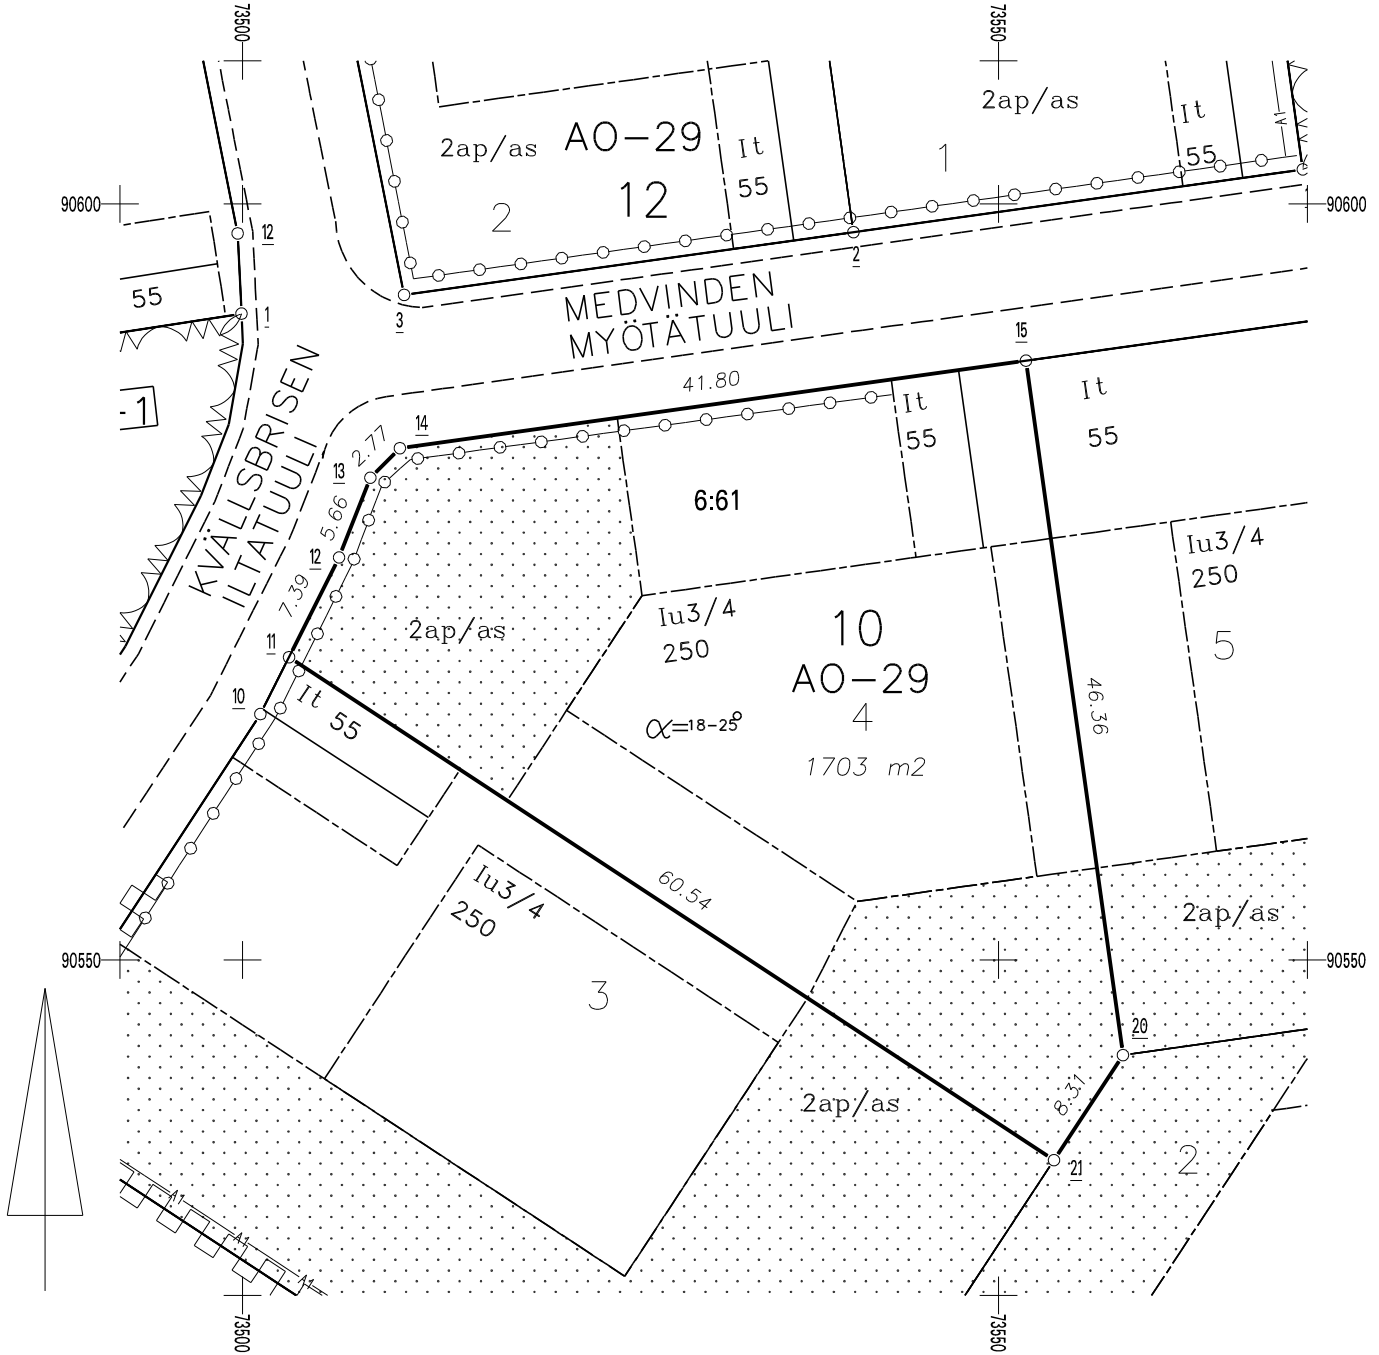 73500
73550
2ap/as
AO-29
12
2
It
55
1
2ap/as
It
55
A1
90600
90600
12
55
1
3
2
MEDVINDEN
MYÖTÄTUULI
15
-1
KVÄLLSBRISEN
ILTATUULI
41.80
14
2.77
13
5.66
12
7.39
11
10
It
55
It
55
6:61
Iu3/4
250
2ap/as
Iu3/4
250
10
AO-29
4
1703 m2
α=18-25°
5
46.36
It 55
Iu3/4
250
60.54
3
2ap/as
90550
90550
20
8.31
2ap/as
21
2
A1
A1
A1
73500
73550